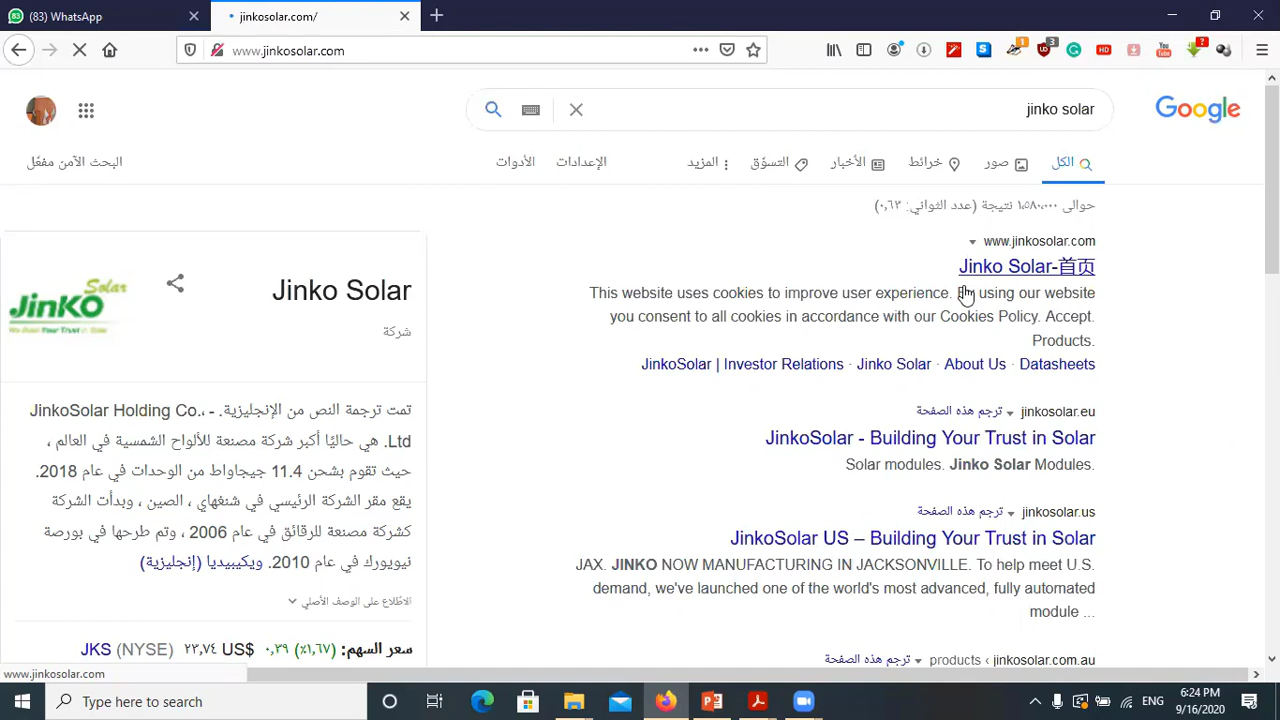 (83) WhatsApp
jinkosolar.com/
www.jinkosolar.com
jinko solar
Google
الكل
صور
خرائط
الأخبار
التسوّق
المزيد
الإعدادات
الأدوات
البحث الآمن مفعّل
حوالى ١,٥٨٠,٠٠٠ نتيجة (عدد الثواني: ٠,٦٣)
www.jinkosolar.com
Jinko Solar-首页
This website uses cookies to improve user experience. By using our website
you consent to all cookies in accordance with our Cookies Policy. Accept.
Products.
JinkoSolar | Investor Relations · Jinko Solar · About Us · Datasheets
jinkosolar.eu ترجم هذه الصفحة
JinkoSolar - Building Your Trust in Solar
Solar modules. Jinko Solar Modules.
jinkosolar.us ترجم هذه الصفحة
JinkoSolar US – Building Your Trust in Solar
JAX. JINKO NOW MANUFACTURING IN JACKSONVILLE. To help meet U.S.
demand, we've launched one of the world's most advanced, fully automated
module ...
products › jinkosolar.com.au ترجم هذه الصفحة
JinKO Solar
Jinko Solar
شركة
تمت ترجمة النص من الإنجليزية. - JinkoSolar Holding Co.،
Ltd. هي حاليًا أكبر شركة مصنعة للألواح الشمسية في العالم ،
حيث تقوم بشحن 11.4 جيجاواط من الوحدات في عام 2018.
يقع مقر الشركة الرئيسي في شنغهاي ، الصين ، وبدأت الشركة
كشركة مصنعة للرقائق في عام 2006 ، وتم طرحها في بورصة
نيويورك في عام 2010. ويكيبيديا (إنجليزية)
الاطّلاع على الوصف الأصلي
سعر السهم: JKS (NYSE) ٢٣,٧٤ US$ ٠,٣٩ (٪١,٦٧)
www.jinkosolar.com
Type here to search
ENG
6:24 PM
9/16/2020